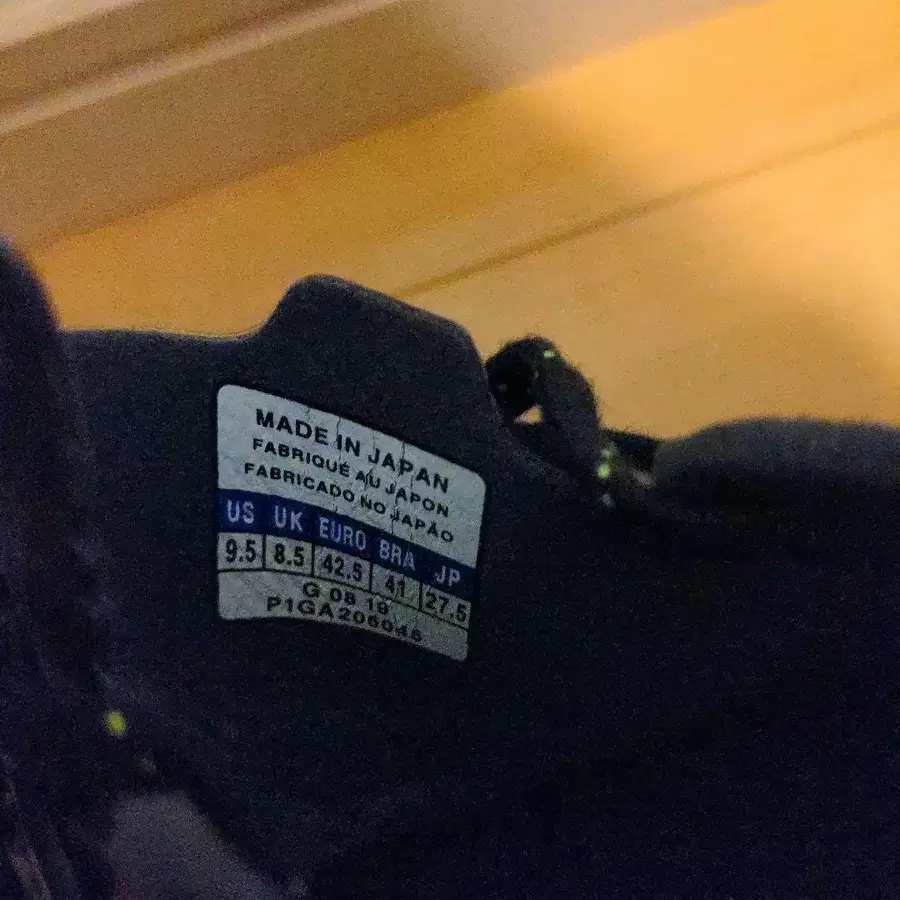 MADE IN JAPAN
FABRIQUÉ AU JAPON
FABRICADO NO JAPÃO
US UK EURO BRA JP
9.5 8.5 42.5 41 27.5
G 08 19
P1GA206045